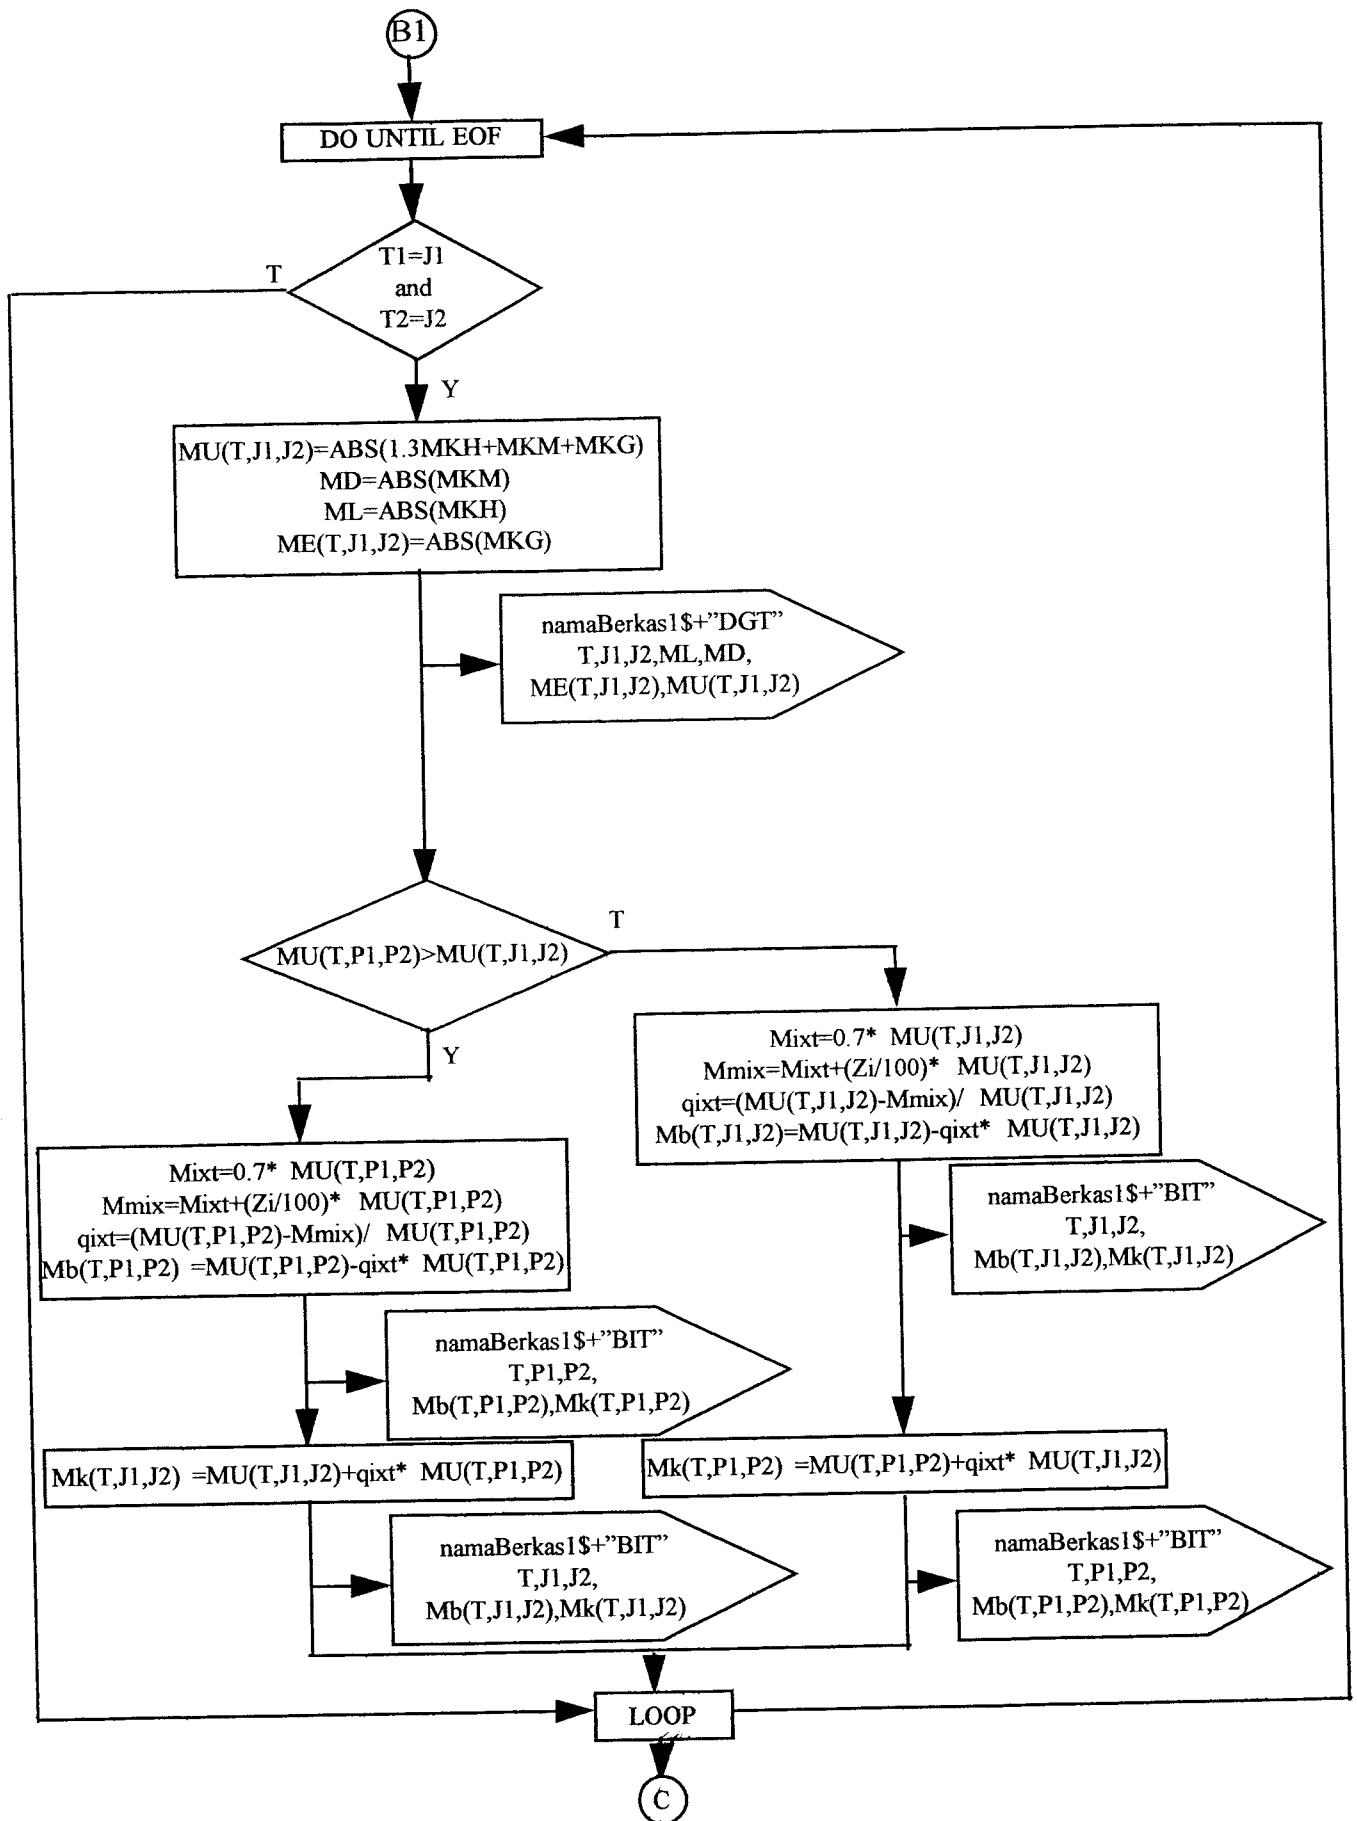 B1
DO UNTIL EOF
T1=J1
and
T2=J2
T
Y
MU(T,J1,J2)=ABS(1.3MKH+MKM+MKG)
MD=ABS(MKM)
ML=ABS(MKH)
ME(T,J1,J2)=ABS(MKG)
namaBerkas1$+”DGT”
T,J1,J2,ML,MD,
ME(T,J1,J2),MU(T,J1,J2)
MU(T,P1,P2)>MU(T,J1,J2)
T
Y
Mixt=0.7* MU(T,J1,J2)
Mmix=Mixt+(Zi/100)* MU(T,J1,J2)
qixt=(MU(T,J1,J2)-Mmix)/ MU(T,J1,J2)
Mb(T,J1,J2)=MU(T,J1,J2)-qixt* MU(T,J1,J2)
Mixt=0.7* MU(T,P1,P2)
Mmix=Mixt+(Zi/100)* MU(T,P1,P2)
qixt=(MU(T,P1,P2)-Mmix)/ MU(T,P1,P2)
Mb(T,P1,P2) =MU(T,P1,P2)-qixt* MU(T,P1,P2)
namaBerkas1$+”BIT”
T,J1,J2,
Mb(T,J1,J2),Mk(T,J1,J2)
namaBerkas1$+”BIT”
T,P1,P2,
Mb(T,P1,P2),Mk(T,P1,P2)
Mk(T,J1,J2) =MU(T,J1,J2)+qixt* MU(T,P1,P2)
Mk(T,P1,P2) =MU(T,P1,P2)+qixt* MU(T,J1,J2)
namaBerkas1$+”BIT”
T,J1,J2,
Mb(T,J1,J2),Mk(T,J1,J2)
namaBerkas1$+”BIT”
T,P1,P2,
Mb(T,P1,P2),Mk(T,P1,P2)
LOOP
C